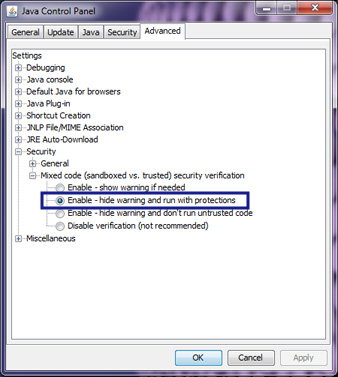 Java Control Panel
General Update Java Security Advanced
Settings
Debugging
Java console
Default Java for browsers
Java Plug-in
Shortcut Creation
JNLP File/MIME Association
JRE Auto-Download
Security
General
Mixed code (sandboxed vs. trusted) security verification
Enable - show warning if needed
Enable - hide warning and run with protections
Enable - hide warning and don't run untrusted code
Disable verification (not recommended)
Miscellaneous
OK Cancel Apply